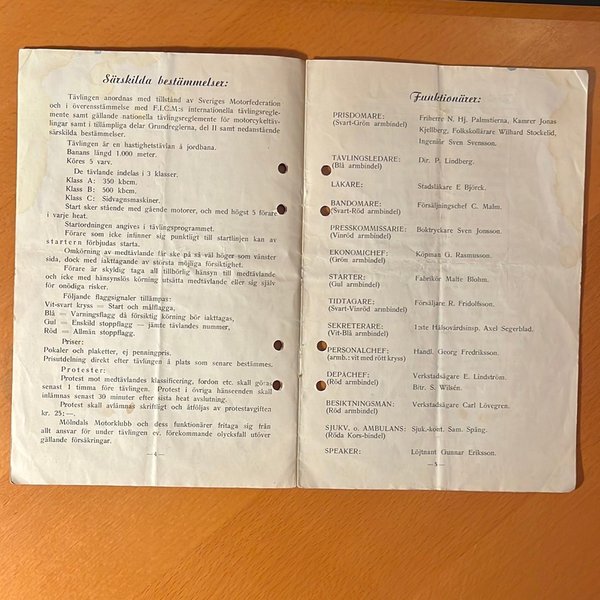 Särskilda bestämmelser:
Tävlingen anordnas med tillstånd av Sveriges Motorfederation
och i överensstämmelse med F.I.C.M:s internationella tävlingsregle-
mente samt gällande nationella tävlingsreglemente för motorcykeltäv-
lingar samt i tillämpliga delar Grundreglerna, del II samt nedanstående
särskilda bestämmelser.
Tävlingen är en hastighetstävlan å jordbana.
Banans längd 1.000 meter.
Köres 5 varv.
De tävlande indelas i 3 klasser.
Klass A: 350 kbcm.
Klass B: 500 kbcm.
Klass C: Sidvagnsmaskiner.
Start sker stående med gående motorer, och med högst 5 förare
i varje heat.
Startordningen angives i tävlingsprogrammet.
Förare som icke infinner sig punktligt till startlinjen kan av
startern förbjudas starta.
Omkörning av medtävlande får ske på så väl höger som vänster
sida, dock med iakttagande av största möjliga försiktighet.
Förare är skyldig taga all tillbörlig hänsyn till medtävlande
och icke med hänsynslös körning utsätta medtävlande eller sig själv
för onödiga risker.
Följande flaggsignaler tillämpas:
Vit-svart kryss = Start och målflagg,
Blå = Varningsflagg då försiktig körning bör iakttagas,
Gul = Enskild stoppflagg — jämte tävlandes nummer,
Röd = Allmän stoppflagg.
Priser:
Pokaler och plaketter, ej penningpris.
Prisutdelning direkt efter tävlingen å plats som senare bestämmes.
Protester:
Protest mot medtävlandes klassificering, fordon etc. skall göras
senast 1 timma före tävlingen. Protest i övriga hänseenden skall
inlämnas senast 30 minuter efter sista heat avslutning.
Protest skall avlämnas skriftligt och åtföljas av protestavgiften
kr. 25:—.
Mölndals Motorklubb och dess funktionärer fritaga sig från
allt ansvar för under tävlingen ev. förekommande olycksfall utöver
gällande försäkringar.
— 4 —
Funktionärer:
PRISDOMARE: Friherre N. Hj. Palmstierna, Kamrer Jonas
(Svart-Grön armbindel) Kjellberg, Folkskollärare Wilhard Stockelid,
Ingeniör Sven Svensson.
TÄVLINGSLEDARE: Dir. P. Lindberg.
(Blå armbindel)
LÄKARE: Stadsläkare E Björck.
BANDOMARE: Försäljningschef C. Malm.
(Svart-Röd armbindel)
PRESSKOMMISSARIE: Boktryckare Sven Jonsson.
(Vinröd armbindel)
EKONOMICHEF: Köpman G. Rasmusson.
(Grön armbindel)
STARTER: Fabrikör Malte Blohm.
(Gul armbindel)
TIDTAGARE: Försäljare R. Fridolfsson.
(Svart-Vinröd armbindel)
SEKRETERARE: 1:ste Hälsovårdsinsp. Axel Segerblad.
(Vit-Blå armbindel)
PERSONALCHEF: Handl. Georg Fredriksson.
(armb.: vit med rött kryss)
DEPÅCHEF: Verkstadsägare E. Lindström.
(Röd armbindel) Bitr. S. Wilsén.
BESIKTNINGSMAN: Verkstadsägare Carl Lövegren.
(Röd armbindel)
SJUKV. o. AMBULANS: Sjuk.-kont. Sam. Spång.
(Röda Kors-bindel)
SPEAKER: Löjtnant Gunnar Eriksson.
— 5 —